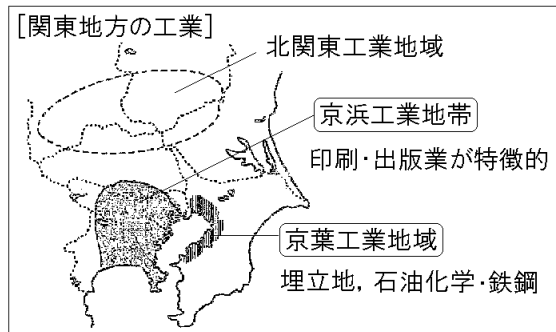 [関東地方の工業]
北関東工業地域
京浜工業地帯
印刷・出版業が特徴的
京葉工業地域
埋立地，石油化学・鉄鋼